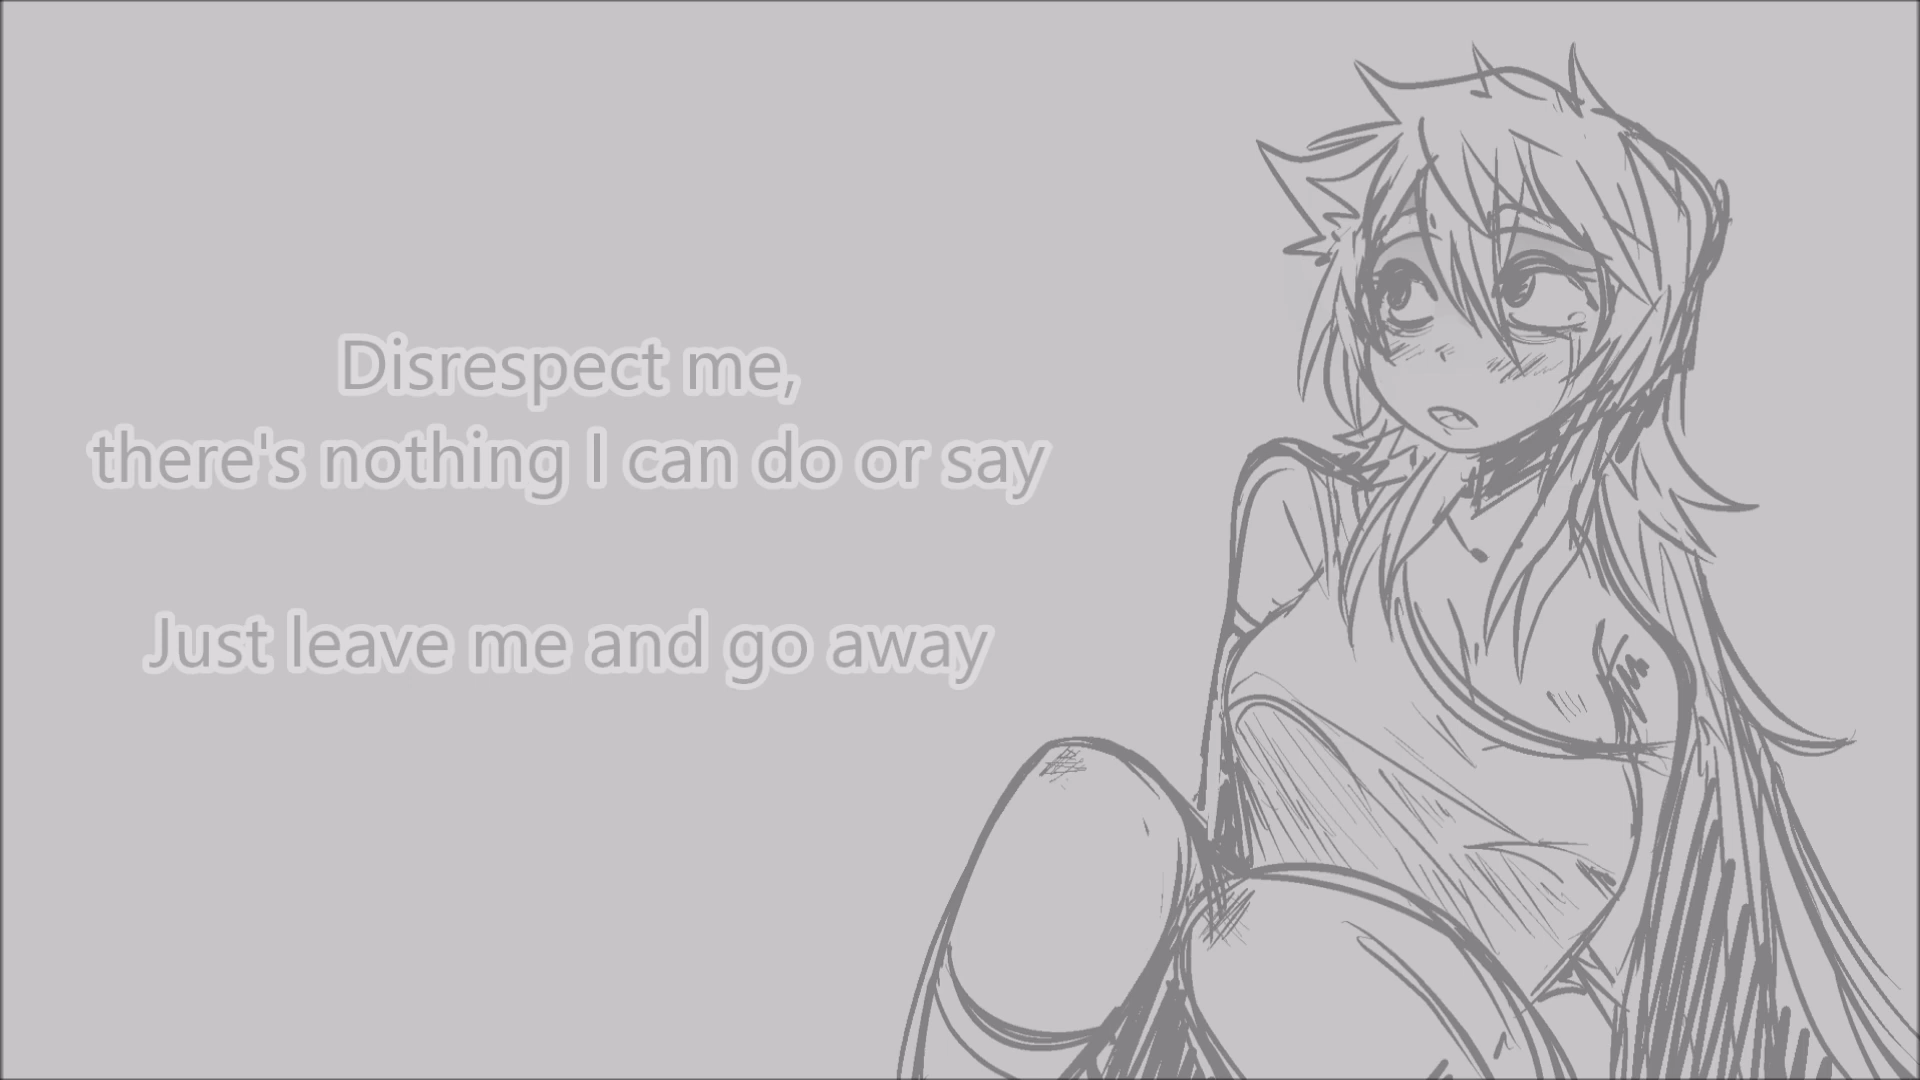 Disrespect me,
there's nothing I can do or say
Just leave me and go away